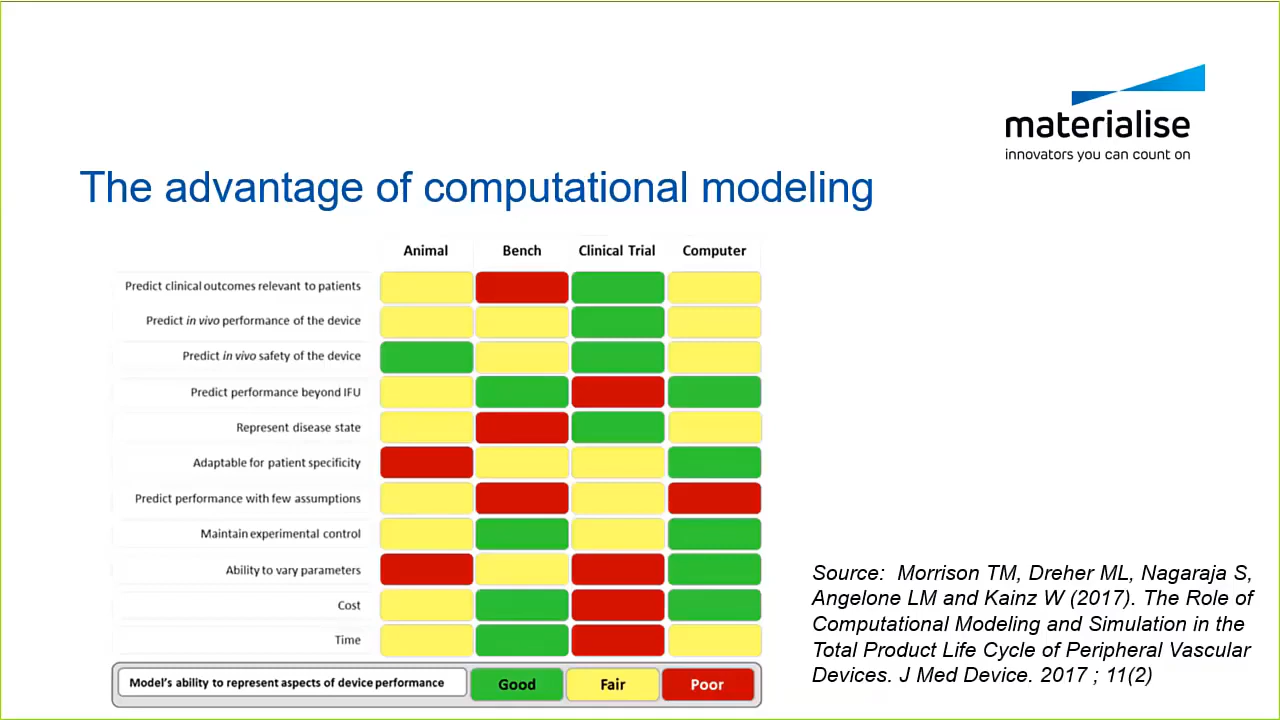 materialise
innovators you can count on
The advantage of computational modeling
Animal Bench Clinical Trial Computer
Predict clinical outcomes relevant to patients
Predict in vivo performance of the device
Predict in vivo safety of the device
Predict performance beyond IFU
Represent disease state
Adaptable for patient specificity
Predict performance with few assumptions
Maintain experimental control
Ability to vary parameters
Cost
Time
Model's ability to represent aspects of device performance Good Fair Poor
Source: Morrison TM, Dreher ML, Nagaraja S,
Angelone LM and Kainz W (2017). The Role of
Computational Modeling and Simulation in the
Total Product Life Cycle of Peripheral Vascular
Devices. J Med Device. 2017 ; 11(2)